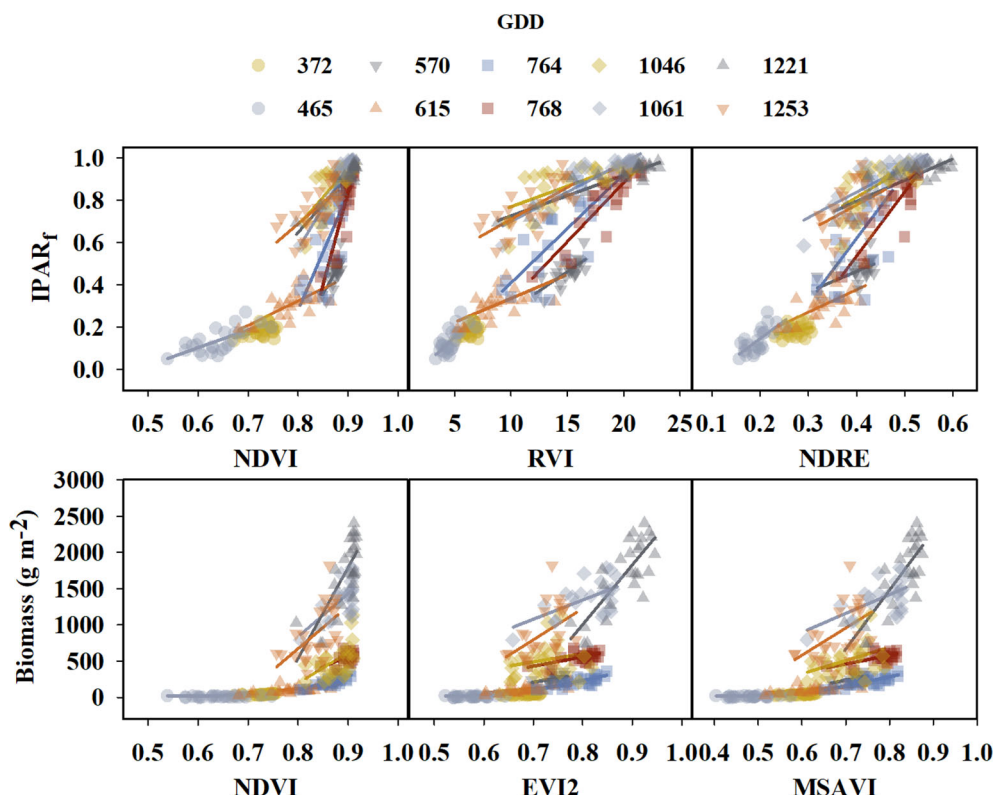 GDD
372 570 764 1046 1221
465 615 768 1061 1253
IPARf
1.0
0.8
0.6
0.4
0.2
0.0
0.5 0.6 0.7 0.8 0.9 1.0 5 10 15 20 25 0.1 0.2 0.3 0.4 0.5 0.6
NDVI RVI NDRE
Biomass (g m⁻²)
3000
2500
2000
1500
1000
500
0
0.5 0.6 0.7 0.8 0.9 0.5 0.6 0.7 0.8 0.9 1.0 0.4 0.5 0.6 0.7 0.8 0.9 1.0
NDVI EVI2 MSAVI